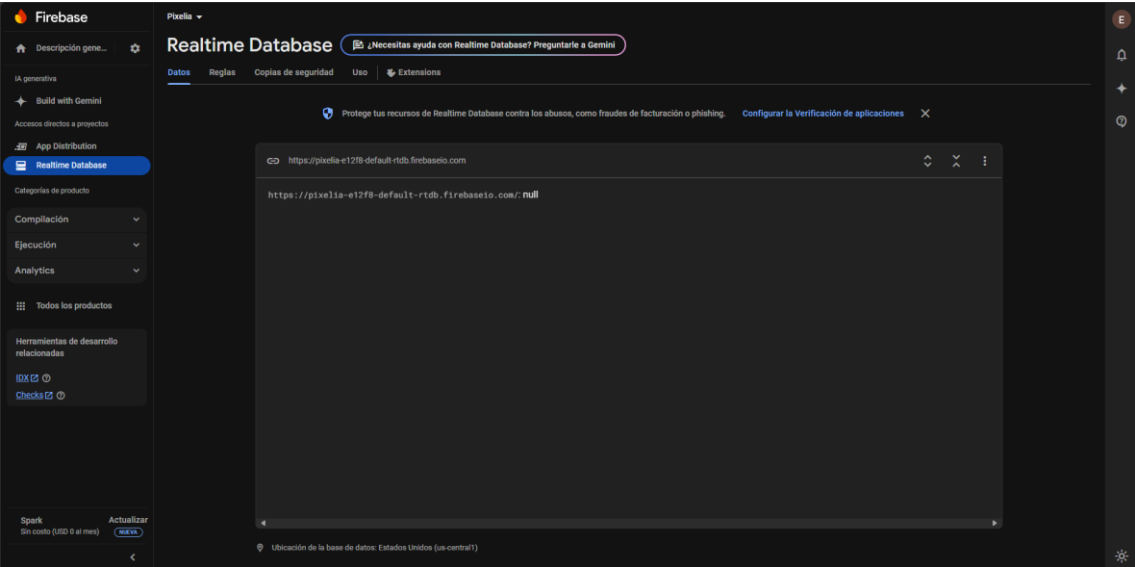 Firebase
Descripción gene...
IA generativa
Build with Gemini
Accesos directos a proyectos
App Distribution
Realtime Database
Categorías de producto
Compilación
Ejecución
Analytics
Todos los productos
Herramientas de desarrollo
relacionadas
IDX
Checks
Spark
Sin costo (USD 0 al mes)
Actualizar
NUEVA
Pixelia
Realtime Database
¿Necesitas ayuda con Realtime Database? Preguntarle a Gemini
Datos Reglas Copias de seguridad Uso Extensions
Protege tus recursos de Realtime Database contra los abusos, como fraudes de facturación o phishing. Configurar la Verificación de aplicaciones
https://pixelia-e12f8-default-rtdb.firebaseio.com
https://pixelia-e12f8-default-rtdb.firebaseio.com/: null
Ubicación de la base de datos: Estados Unidos (us-central1)
E